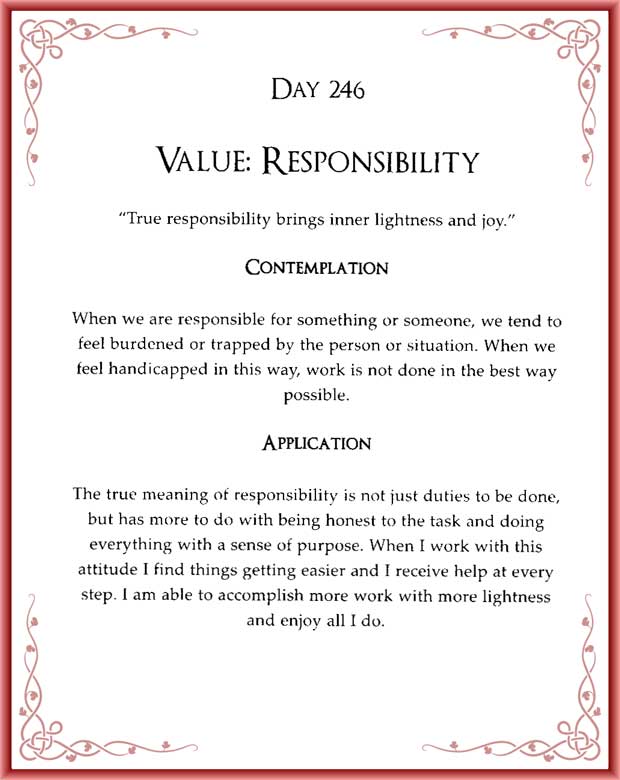 DAY 246
VALUE: RESPONSIBILITY
“True responsibility brings inner lightness and joy.”
CONTEMPLATION
When we are responsible for something or someone, we tend to
feel burdened or trapped by the person or situation. When we
feel handicapped in this way, work is not done in the best way
possible.
APPLICATION
The true meaning of responsibility is not just duties to be done,
but has more to do with being honest to the task and doing
everything with a sense of purpose. When I work with this
attitude I find things getting easier and I receive help at every
step. I am able to accomplish more work with more lightness
and enjoy all I do.